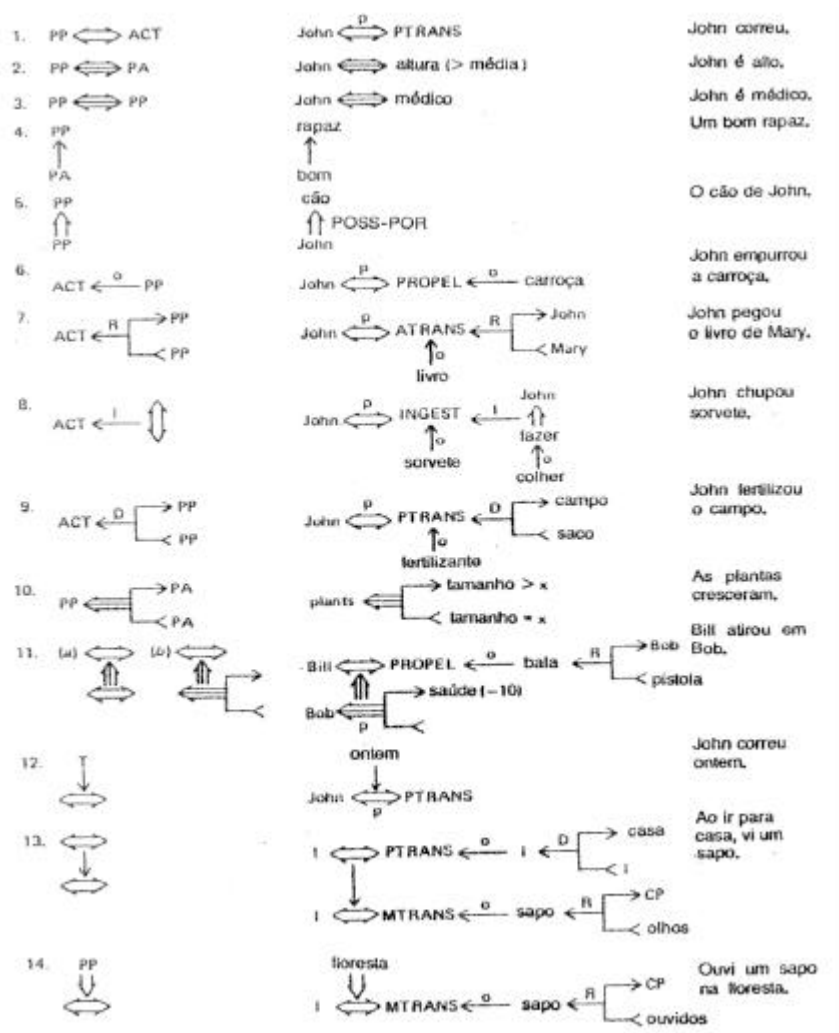 1. PP ACT John p PTRANS John correu.
2. PP PA John altura (> média) John é alto.
3. PP PP John médico John é médico.
4. PP rapaz Um bom rapaz.
PA bom
5. PP cão O cão de John.
POSS-POR
PP John
6. ACT o PP John p PROPEL o carroça John empurrou
a carroça.
7. ACT R PP John p ATRANS R John John pegou
PP Mary o livro de Mary.
o
livro
8. ACT I John p INGEST I John John chupou
sorvete.
o fazer
sorvete o
colher
9. ACT D PP John p PTRANS D campo John fertilizou
PP saco o campo.
o
fertilizante
10. PP PA plants tamanho > x As plantas
PA tamanho = x cresceram.
11. (a) (b) Bill PROPEL o bala R Bob Bill atirou em
pistola Bob.
saúde (-10)
Bob
p
12. T ontem John correu
ontem.
John p PTRANS
13. I PTRANS o i D casa Ao ir para
I casa, vi um
sapo.
I MTRANS o sapo R CP
olhos
14. PP floresta Ouvi um sapo
na floresta.
I MTRANS o sapo R CP
ouvidos